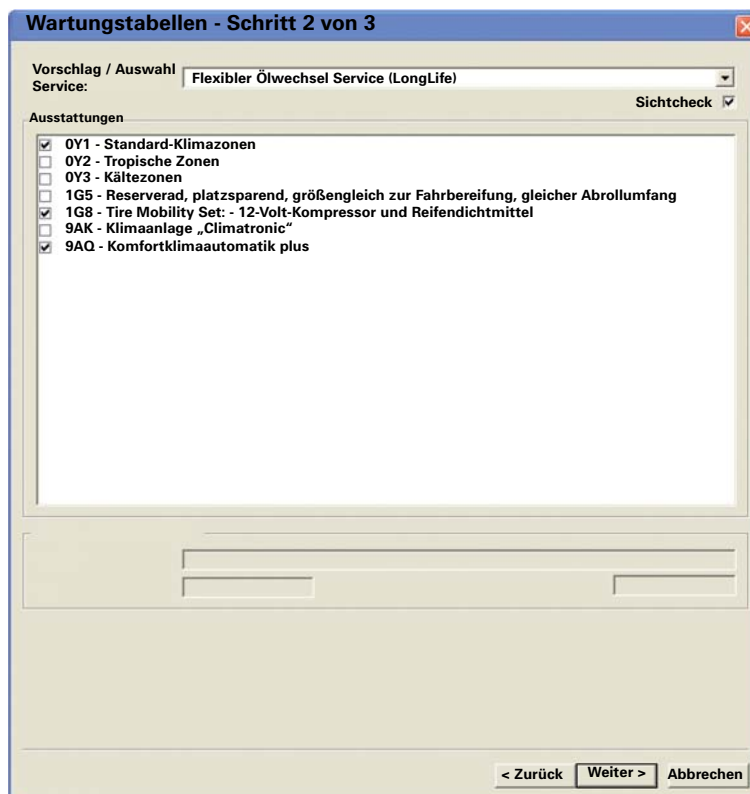 Wartungstabellen - Schritt 2 von 3
Vorschlag / Auswahl
Service:
Flexibler Ölwechsel Service (LongLife)
Sichtcheck
Ausstattungen
0Y1 - Standard-Klimazonen
0Y2 - Tropische Zonen
0Y3 - Kältezonen
1G5 - Reserverad, platzsparend, größengleich zur Fahrbereifung, gleicher Abrollumfang
1G8 - Tire Mobility Set: - 12-Volt-Kompressor und Reifendichtmittel
9AK - Klimaanlage „Climatronic“
9AQ - Komfortklimaautomatik plus
< Zurück Weiter > Abbrechen